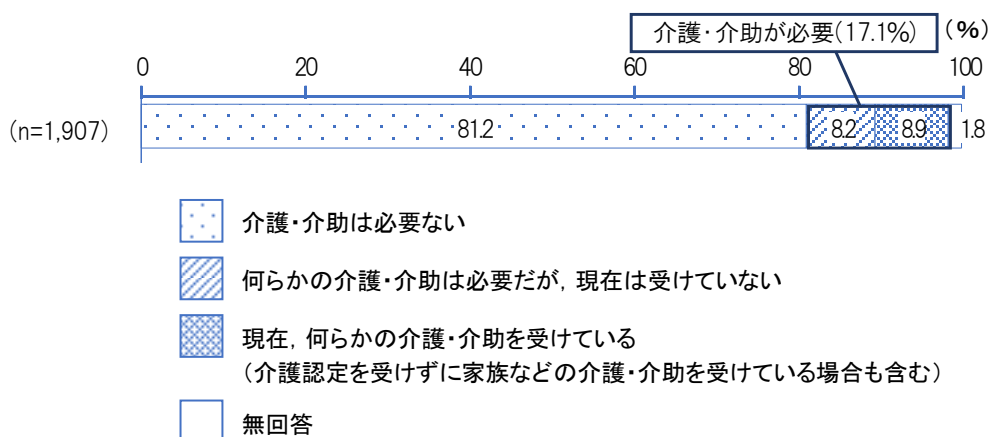 介護・介助が必要(17.1%) (%)
0 20 40 60 80 100
(n=1,907) 81.2 8.2 8.9 1.8
介護・介助は必要ない
何らかの介護・介助は必要だが，現在は受けていない
現在，何らかの介護・介助を受けている
（介護認定を受けずに家族などの介護・介助を受けている場合も含む）
無回答